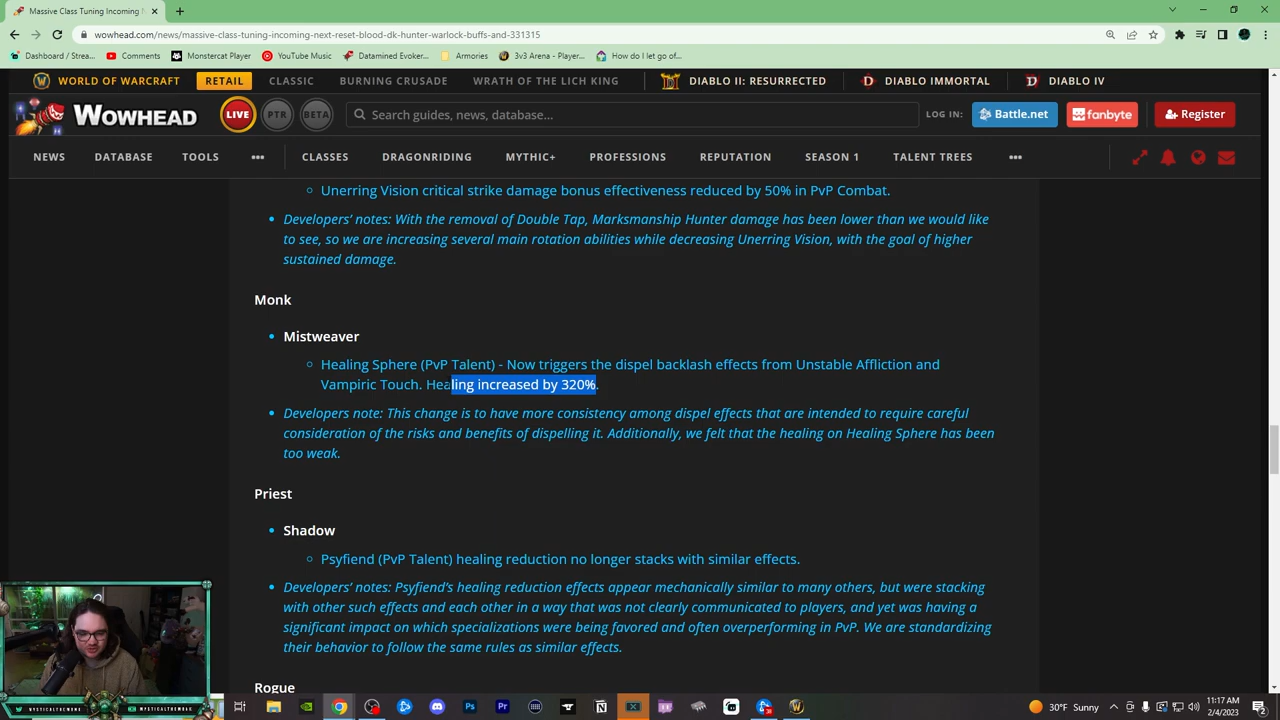 Massive Class Tuning Incoming N
wowhead.com/news/massive-class-tuning-incoming-next-reset-blood-dk-hunter-warlock-buffs-and-331315
Dashboard / Strea...
Comments
Monstercat Player
YouTube Music
Datamined Evoker...
Armories
3v3 Arena - Player...
How do I let go of...
WORLD OF WARCRAFT
RETAIL
CLASSIC
BURNING CRUSADE
WRATH OF THE LICH KING
DIABLO II: RESURRECTED
DIABLO IMMORTAL
DIABLO IV
WOWHEAD
LIVE
PTR
BETA
Search guides, news, database...
LOG IN:
Battle.net
fanbyte
Register
NEWS
DATABASE
TOOLS
•••
CLASSES
DRAGONRIDING
MYTHIC+
PROFESSIONS
REPUTATION
SEASON 1
TALENT TREES
•••
Unerring Vision critical strike damage bonus effectiveness reduced by 50% in PvP Combat.
Developers’ notes: With the removal of Double Tap, Marksmanship Hunter damage has been lower than we would like
to see, so we are increasing several main rotation abilities while decreasing Unerring Vision, with the goal of higher
sustained damage.
Monk
Mistweaver
Healing Sphere (PvP Talent) - Now triggers the dispel backlash effects from Unstable Affliction and
Vampiric Touch. Healing increased by 320%.
Developers note: This change is to have more consistency among dispel effects that are intended to require careful
consideration of the risks and benefits of dispelling it. Additionally, we felt that the healing on Healing Sphere has been
too weak.
Priest
Shadow
Psyfiend (PvP Talent) healing reduction no longer stacks with similar effects.
Developers’ notes: Psyfiend’s healing reduction effects appear mechanically similar to many others, but were stacking
with other such effects and each other in a way that was not clearly communicated to players, and yet was having a
significant impact on which specializations were being favored and often overperforming in PvP. We are standardizing
their behavior to follow the same rules as similar effects.
Rogue
MYSTICALTHEMONK
MYSTICALTHEMONK
30°F Sunny
11:17 AM
2/4/2023